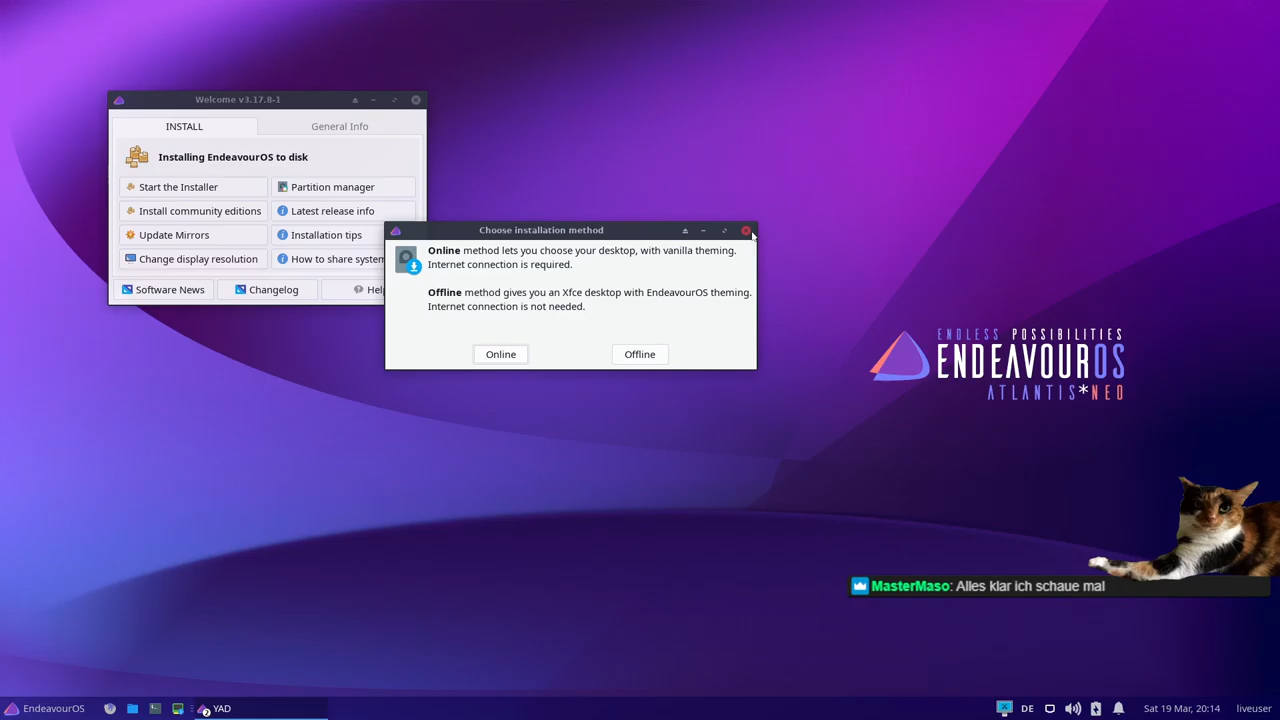 Welcome v3.17.8-1
INSTALL
General Info
Installing EndeavourOS to disk
Start the Installer
Partition manager
Install community editions
Latest release info
Update Mirrors
Installation tips
Change display resolution
How to share system
Software News
Changelog
Help
Choose installation method
Online method lets you choose your desktop, with vanilla theming.
Internet connection is required.
Offline method gives you an Xfce desktop with EndeavourOS theming.
Internet connection is not needed.
Online
Offline
ENDLESS POSSIBILITIES
ENDEAVOUROS
ATLANTIS*NEO
MasterMaso: Alles klar ich schaue mal
EndeavourOS
2
YAD
DE
Sat 19 Mar, 20:14
liveuser